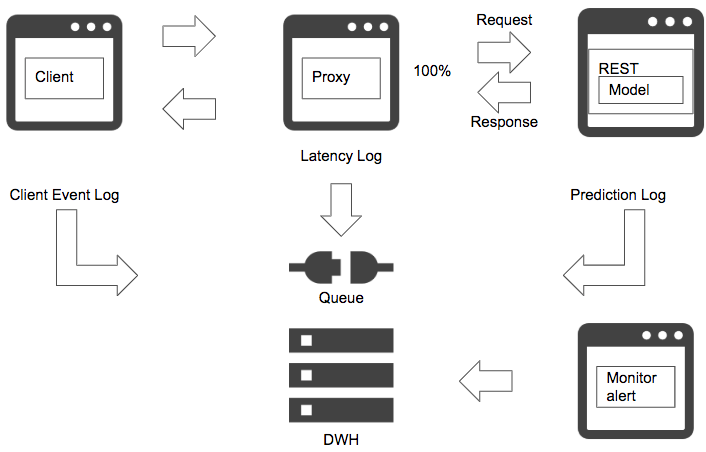 Request
Client
Proxy
100%
REST
Model
Response
Latency Log
Client Event Log
Prediction Log
Queue
Monitor
alert
DWH